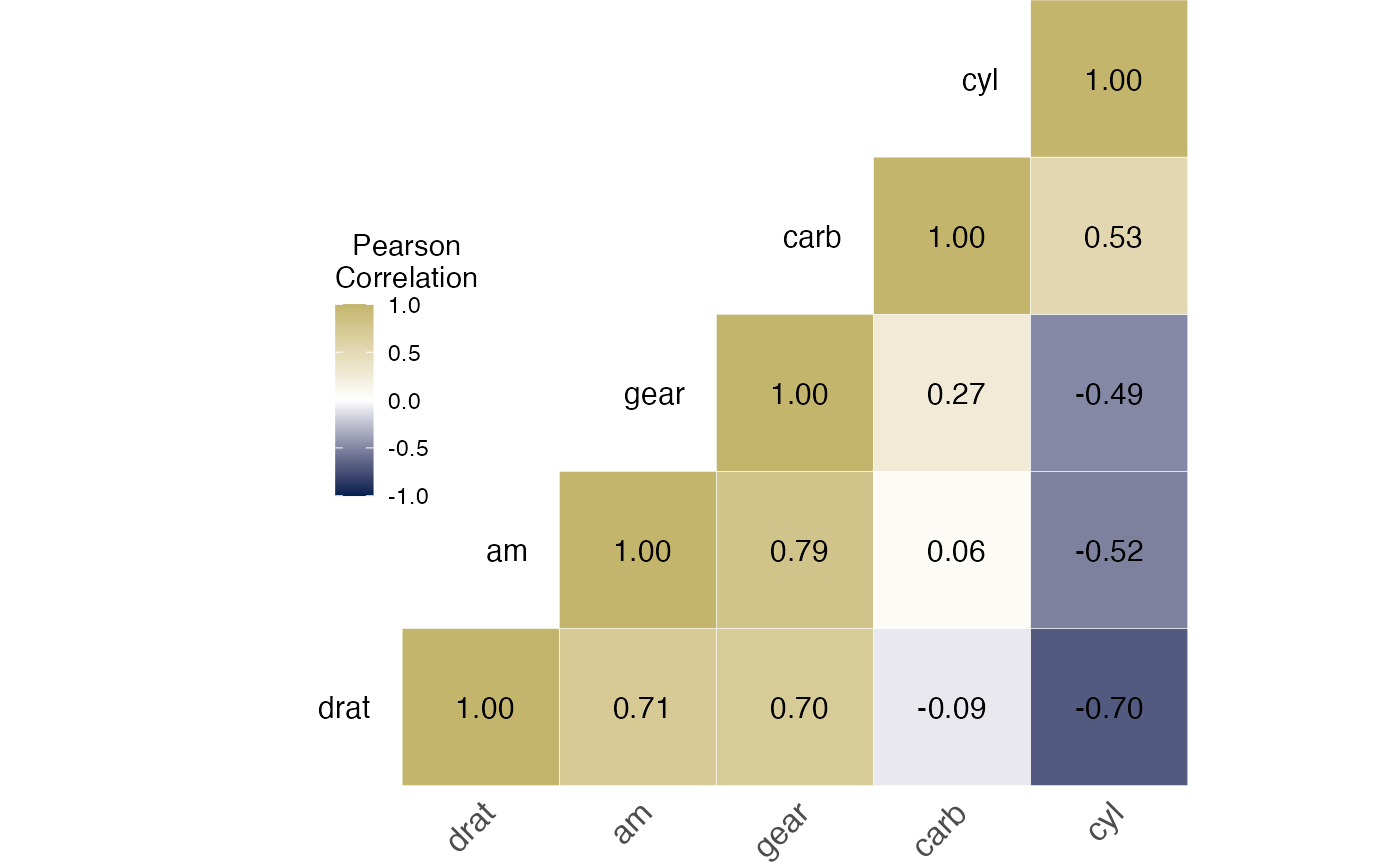 cyl 1.00
carb 1.00 0.53
Pearson
Correlation
1.0
0.5
0.0
-0.5
-1.0
gear 1.00 0.27 -0.49
am 1.00 0.79 0.06 -0.52
drat 1.00 0.71 0.70 -0.09 -0.70
drat am gear carb cyl